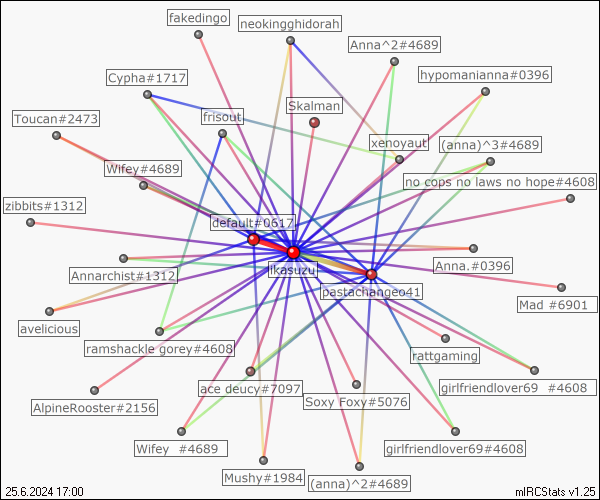 fakedingo
neokingghidorah
Anna^2#4689
hypomanianna#0396
Cypha#1717
Skalman
Toucan#2473
frisout
xenoyaut
(anna)^3#4689
Wifey#4689
no cops no laws no hope#4608
zibbits#1312
default#0617
Annarchist#1312
ikasuzu
Anna.#0396
pastachangeo41
Mad #6901
avelicious
ramshackle gorey#4608
rattgaming
AlpineRooster#2156
ace deucy#7097
Soxy Foxy#5076
girlfriendlover69 #4608
Wifey #4689
girlfriendlover69#4608
Mushy#1984
(anna)^2#4689
25.6.2024 17:00
mIRCStats v1.25